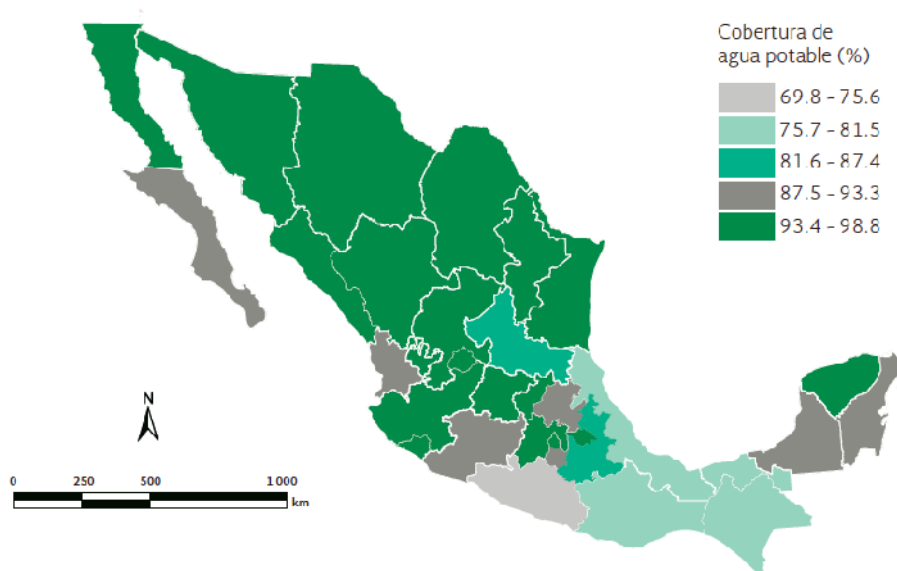 Cobertura de
agua potable (%)
69.8 – 75.6
75.7 – 81.5
81.6 – 87.4
87.5 – 93.3
93.4 – 98.8
N
0 250 500 1 000
km